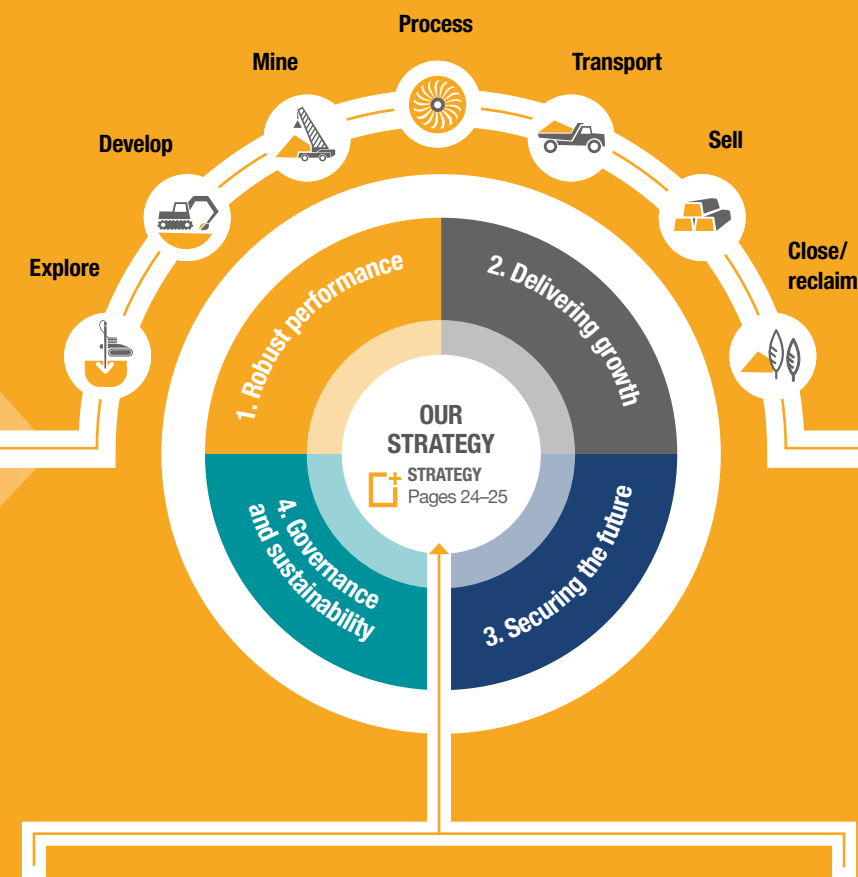 Process
Mine
Transport
Develop
Sell
Explore
Close/
reclaim
1. Robust performance
2. Delivering growth
OUR
STRATEGY
STRATEGY
Pages 24–25
4. Governance
and sustainability
3. Securing the future